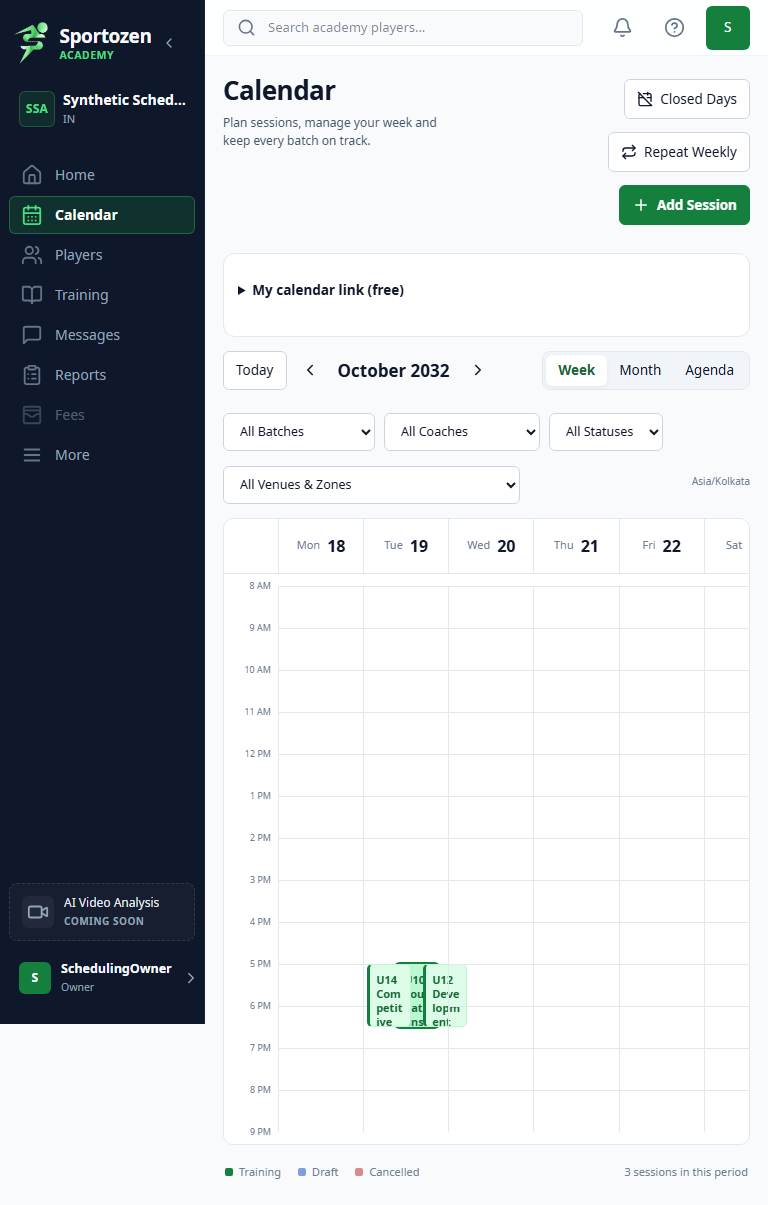 Sportozen
ACADEMY
Search academy players...
S
SSA
Synthetic Sched...
IN
Home
Calendar
Players
Training
Messages
Reports
Fees
More
AI Video Analysis
COMING SOON
S
SchedulingOwner
Owner
Calendar
Plan sessions, manage your week and
keep every batch on track.
Closed Days
Repeat Weekly
Add Session
My calendar link (free)
Today
October 2032
Week
Month
Agenda
All Batches
All Coaches
All Statuses
All Venues & Zones
Asia/Kolkata
Mon 18
Tue 19
Wed 20
Thu 21
Fri 22
Sat
8 AM
9 AM
10 AM
11 AM
12 PM
1 PM
2 PM
3 PM
4 PM
5 PM
6 PM
7 PM
8 PM
9 PM
U14
Com
petit
ive
U12
Deve
lopm
ent
Training
Draft
Cancelled
3 sessions in this period